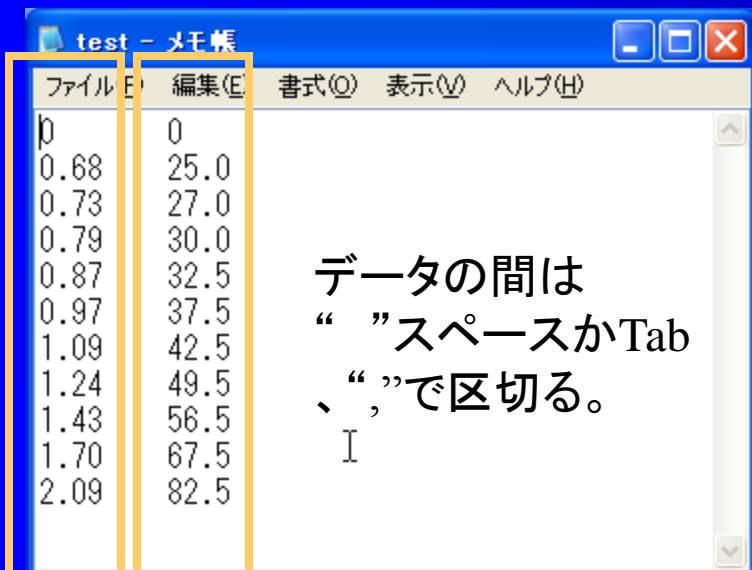 test - メモ帳
ファイル(F) 編集(E) 書式(O) 表示(V) ヘルプ(H)
0 0
0.68 25.0
0.73 27.0
0.79 30.0
0.87 32.5
0.97 37.5
1.09 42.5
1.24 49.5
1.43 56.5
1.70 67.5
2.09 82.5
データの間は
“ ”スペースかTab
、“,”で区切る。